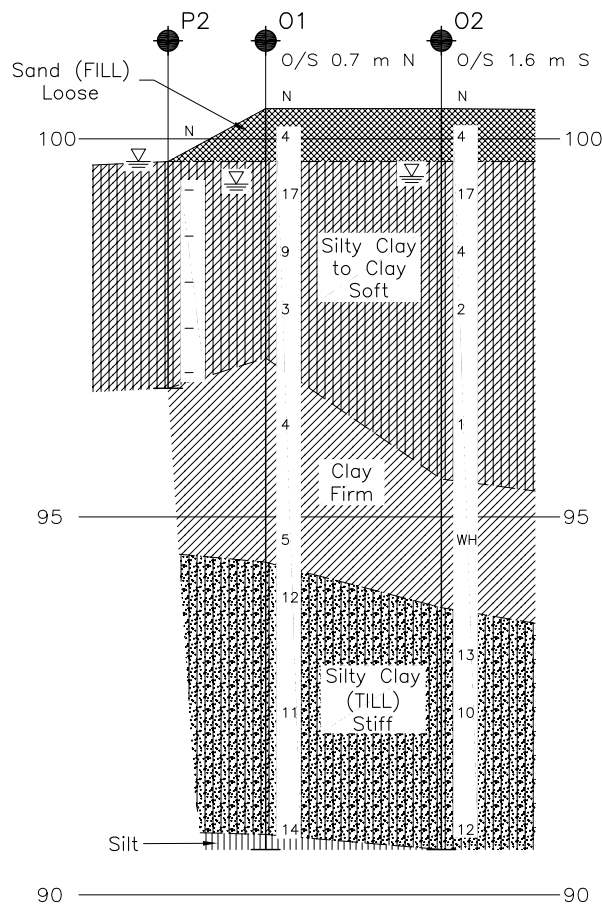 P2
O1
O2
O/S 0.7 m N
O/S 1.6 m S
Sand (FILL)
Loose
N
N
N
100
4
4
100
17
17
9
Silty Clay
to Clay
Soft
4
3
2
4
1
Clay
Firm
95
95
5
WH
12
13
Silty Clay
(TILL)
Stiff
11
10
14
12
Silt
90
90